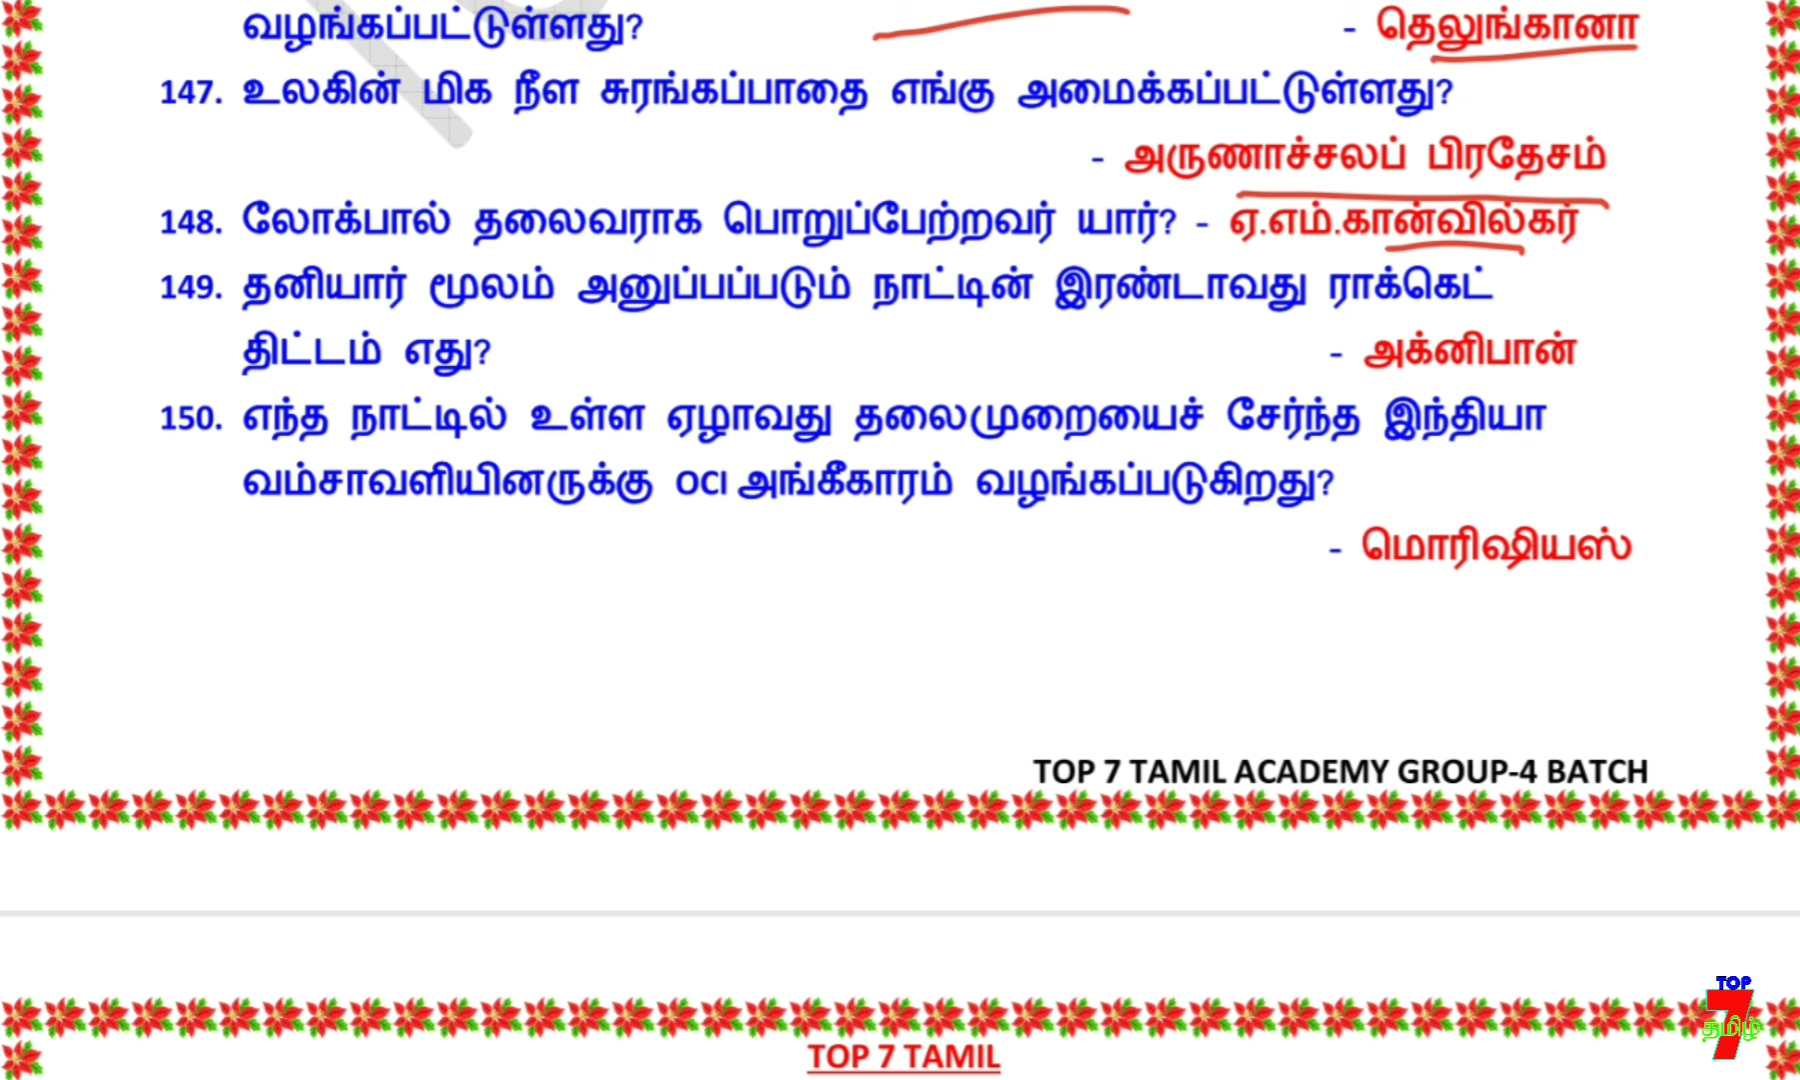 வழங்கப்பட்டுள்ளது? - தெலுங்கானா
147. உலகின் மிக நீள சுரங்கப்பாதை எங்கு அமைக்கப்பட்டுள்ளது?
- அருணாச்சலப் பிரதேசம்
148. லோக்பால் தலைவராக பொறுப்பேற்றவர் யார்? - ஏ.எம்.கான்வில்கர்
149. தனியார் மூலம் அனுப்பப்படும் நாட்டின் இரண்டாவது ராக்கெட்
திட்டம் எது? - அக்னிபான்
150. எந்த நாட்டில் உள்ள ஏழாவது தலைமுறையைச் சேர்ந்த இந்தியா
வம்சாவளியினருக்கு OCI அங்கீகாரம் வழங்கப்படுகிறது?
- மொரிஷியஸ்
TOP 7 TAMIL ACADEMY GROUP-4 BATCH
TOP
7
தமிழ்
TOP 7 TAMIL